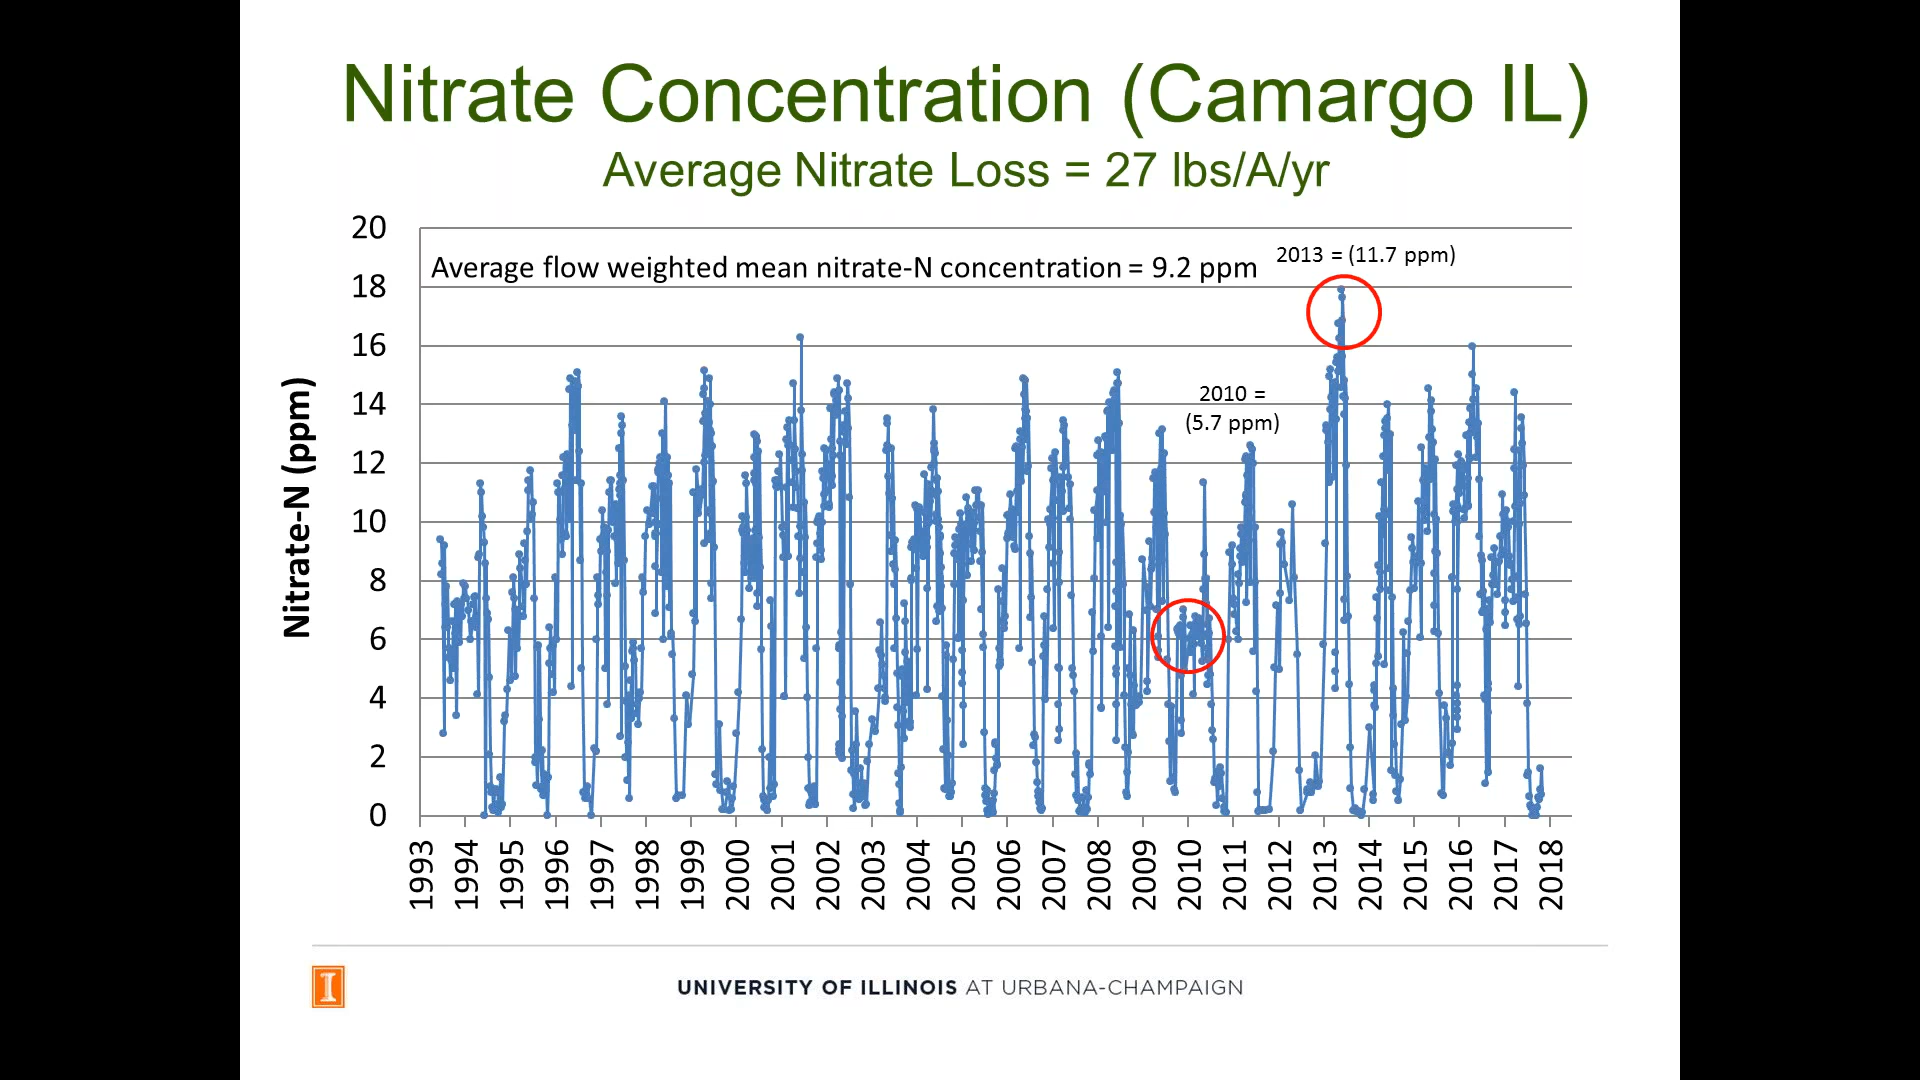 Nitrate Concentration (Camargo IL)
Average Nitrate Loss = 27 lbs/A/yr
Average flow weighted mean nitrate-N concentration = 9.2 ppm
2013 = (11.7 ppm)
2010 =
(5.7 ppm)
Nitrate-N (ppm)
20
18
16
14
12
10
8
6
4
2
0
1993 1994 1995 1996 1997 1998 1999 2000 2001 2002 2003 2004 2005 2006 2007 2008 2009 2010 2011 2012 2013 2014 2015 2016 2017 2018
I
UNIVERSITY OF ILLINOIS AT URBANA-CHAMPAIGN